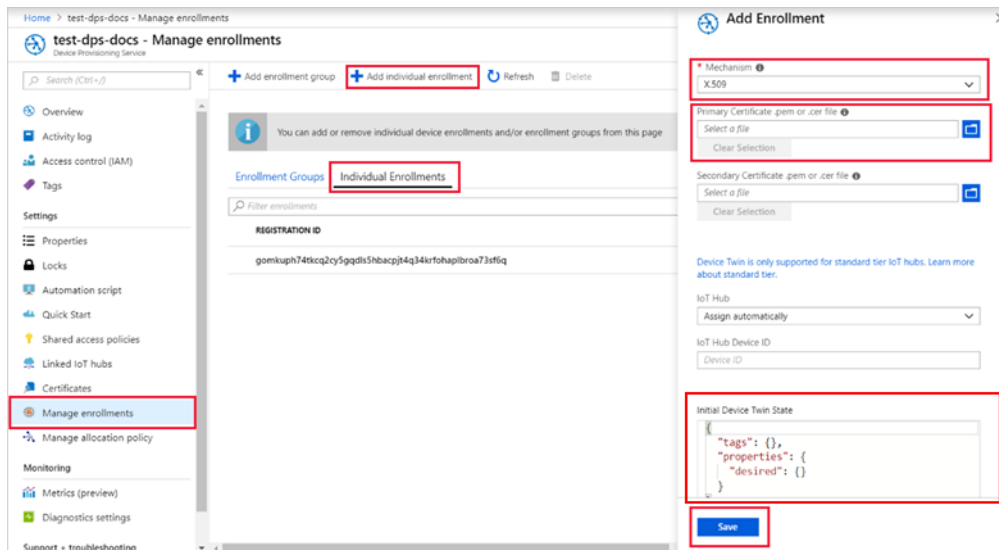 Home > test-dps-docs - Manage enrollments
test-dps-docs - Manage enrollments
Device Provisioning Service
Search (Ctrl+/)
Overview
Activity log
Access control (IAM)
Tags
Settings
Properties
Locks
Automation script
Quick Start
Shared access policies
Linked IoT hubs
Certificates
Manage enrollments
Manage allocation policy
Monitoring
Metrics (preview)
Diagnostics settings
Support + troubleshooting
Add enrollment group
Add individual enrollment
Refresh
Delete
You can add or remove individual device enrollments and/or enrollment groups from this page
Enrollment Groups
Individual Enrollments
Filter enrollments
REGISTRATION ID
gomkuph74tkcq2cy5gqdls5hbacpjt4q34krfohaplbroa73sf6q
Add Enrollment
* Mechanism
X.509
Primary Certificate .pem or .cer file
Select a file
Clear Selection
Secondary Certificate .pem or .cer file
Select a file
Clear Selection
Device Twin is only supported for standard tier IoT hubs. Learn more
about standard tier.
IoT Hub
Assign automatically
IoT Hub Device ID
Device ID
Initial Device Twin State
{
"tags": {},
"properties": {
"desired": {}
}
Save